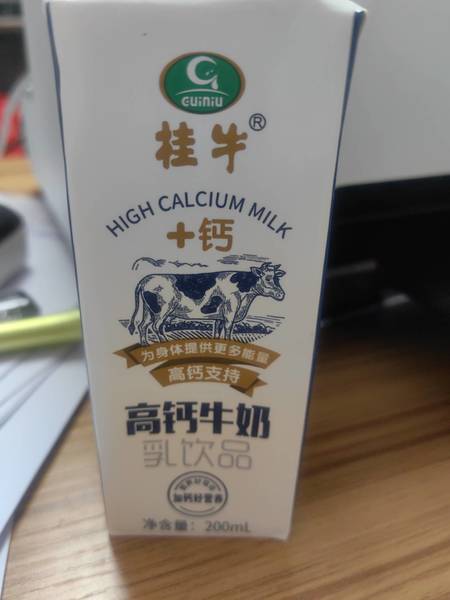 GUiNiU
桂牛®
HIGH CALCIUM MILK
+钙
为身体提供更多能量
高钙支持
高钙牛奶
乳饮品
加钙好营养
净含量：200mL